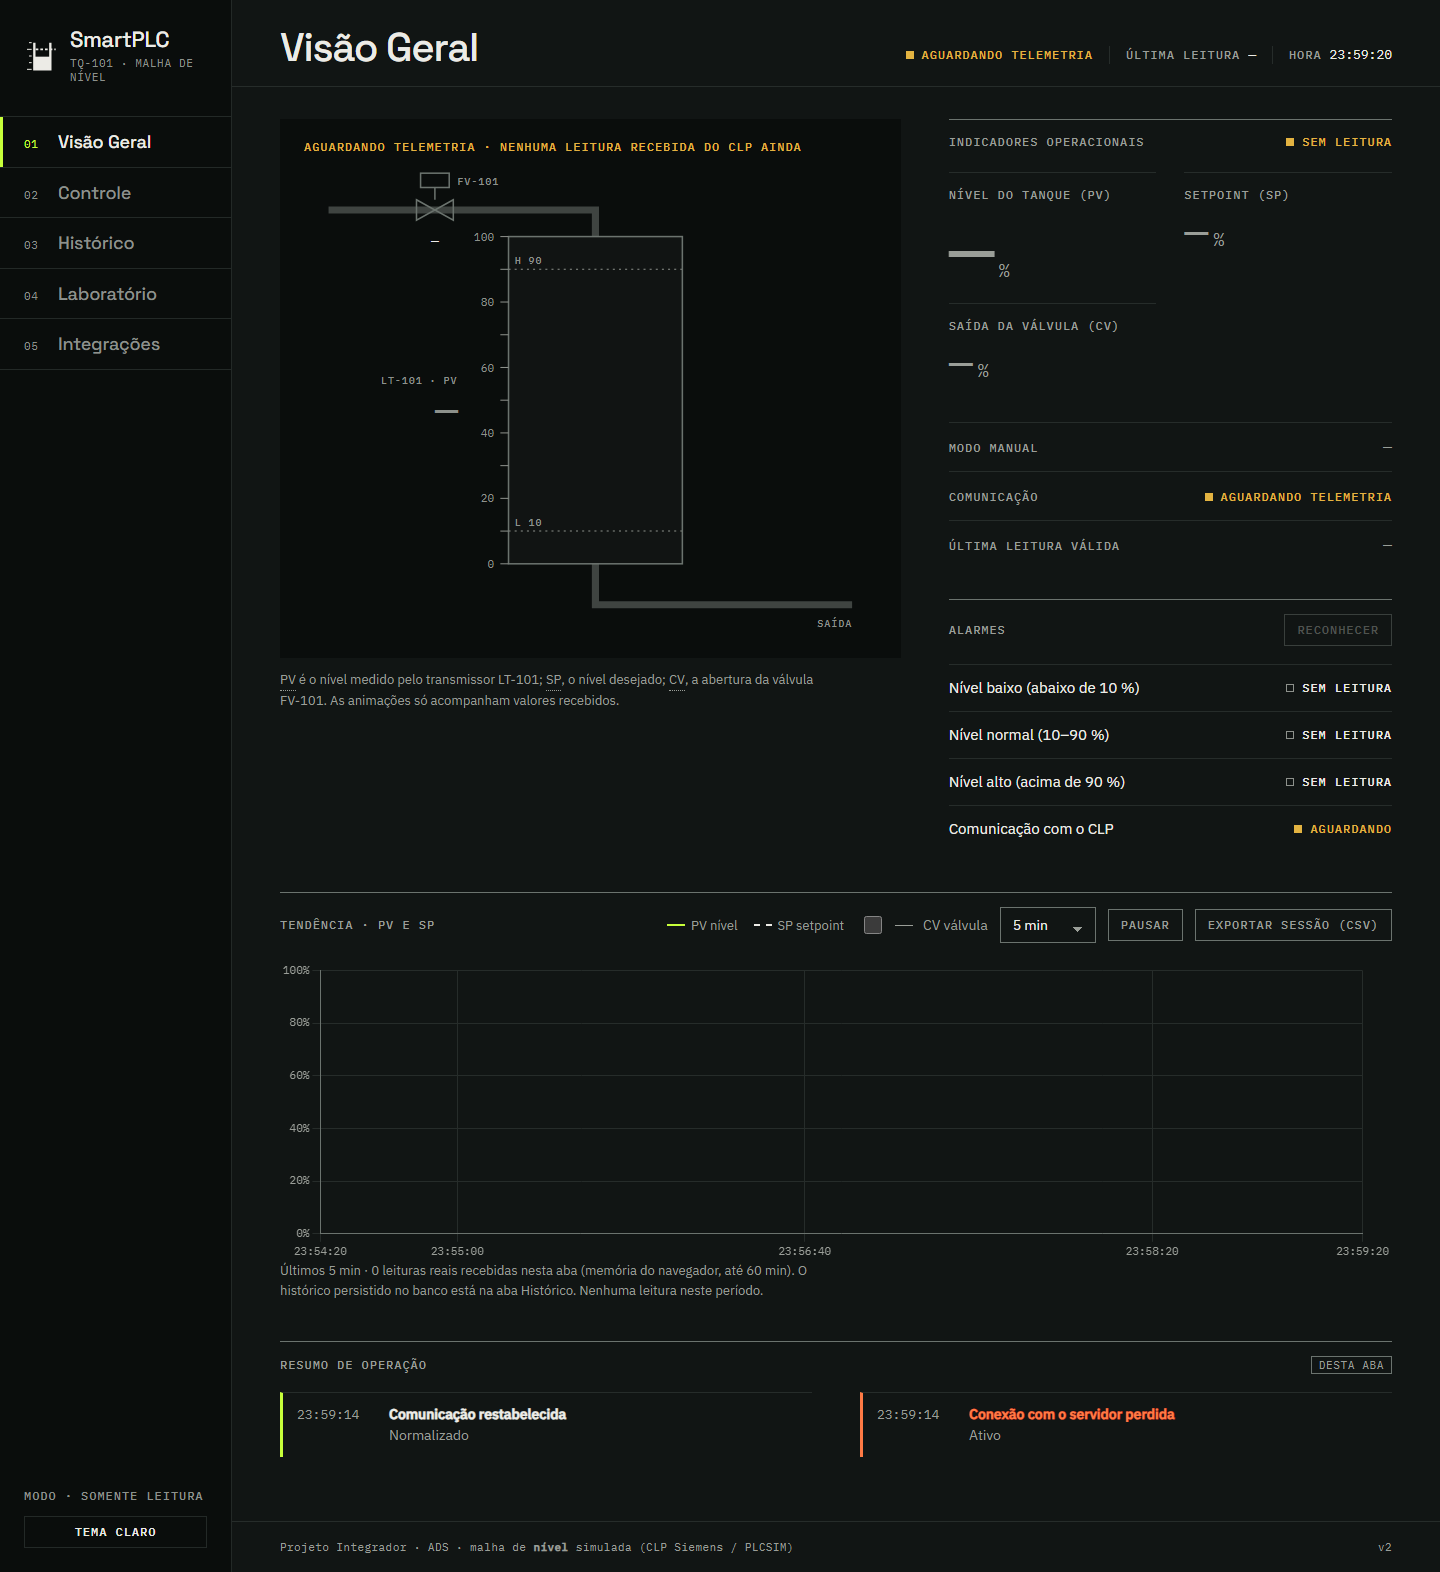 SmartPLC
TQ-101 · MALHA DE
NÍVEL
01 Visão Geral
02 Controle
03 Histórico
04 Laboratório
05 Integrações
MODO · SOMENTE LEITURA
TEMA CLARO
Visão Geral
AGUARDANDO TELEMETRIA ÚLTIMA LEITURA — HORA 23:59:20
AGUARDANDO TELEMETRIA · NENHUMA LEITURA RECEBIDA DO CLP AINDA
FV-101
—
100
H 90
80
60
LT-101 · PV
—
40
20
L 10
0
SAÍDA
PV é o nível medido pelo transmissor LT-101; SP, o nível desejado; CV, a abertura da válvula
FV-101. As animações só acompanham valores recebidos.
INDICADORES OPERACIONAIS SEM LEITURA
NÍVEL DO TANQUE (PV) SETPOINT (SP)
— %
— %
SAÍDA DA VÁLVULA (CV)
— %
MODO MANUAL —
COMUNICAÇÃO AGUARDANDO TELEMETRIA
ÚLTIMA LEITURA VÁLIDA —
ALARMES RECONHECER
Nível baixo (abaixo de 10 %) SEM LEITURA
Nível normal (10–90 %) SEM LEITURA
Nível alto (acima de 90 %) SEM LEITURA
Comunicação com o CLP AGUARDANDO
TENDÊNCIA · PV E SP PV nível SP setpoint CV válvula 5 min PAUSAR EXPORTAR SESSÃO (CSV)
100%
80%
60%
40%
20%
0%
23:54:20 23:55:00 23:56:40 23:58:20 23:59:20
Últimos 5 min · 0 leituras reais recebidas nesta aba (memória do navegador, até 60 min). O
histórico persistido no banco está na aba Histórico. Nenhuma leitura neste período.
RESUMO DE OPERAÇÃO DESTA ABA
23:59:14 Comunicação restabelecida
Normalizado
23:59:14 Conexão com o servidor perdida
Ativo
Projeto Integrador · ADS · malha de nível simulada (CLP Siemens / PLCSIM) v2